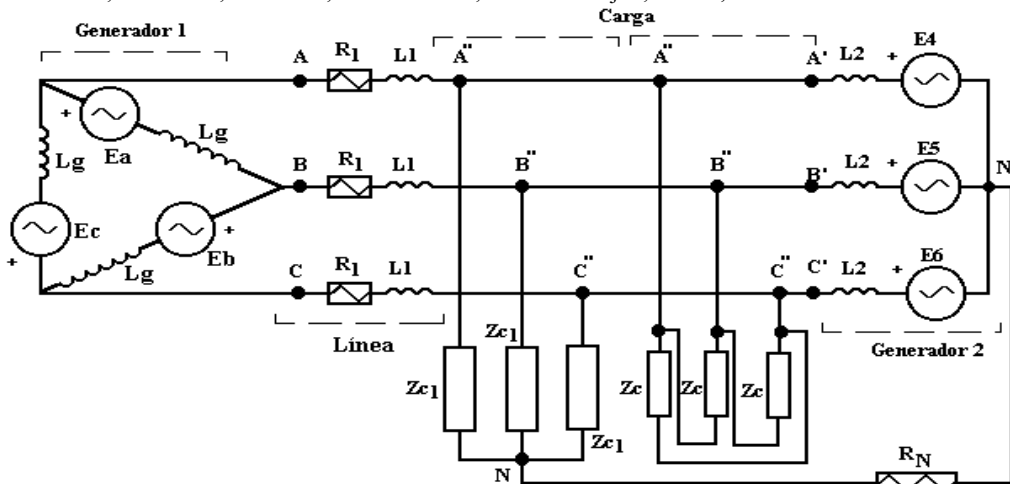 Carga
Generador 1
A R1 L1 A" A" A' L2 + E4
+ Lg
Lg Ea
B R1 L1 B" B" B' L2 + E5 N
Ec + Eb
+ Lg
C R1 L1 C" C" C' L2 + E6
Línea
Generador 2
Zc1 Zc1 Zc1
Zc Zc Zc
N RN